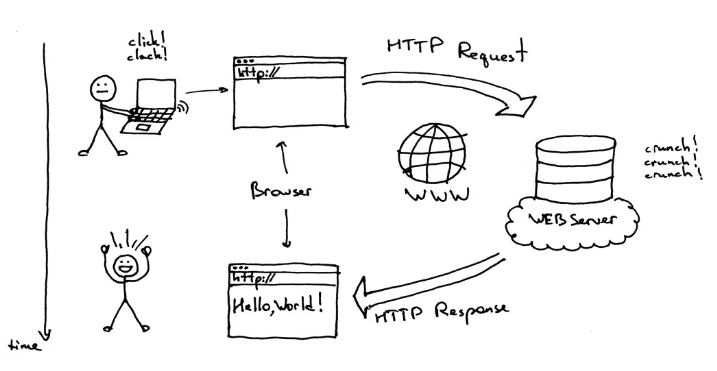 click!
clack!
http://
HTTP Request
Browser
WWW
crunch!
crunch!
crunch!
WEB Server
http://
Hello, World!
HTTP Response
time